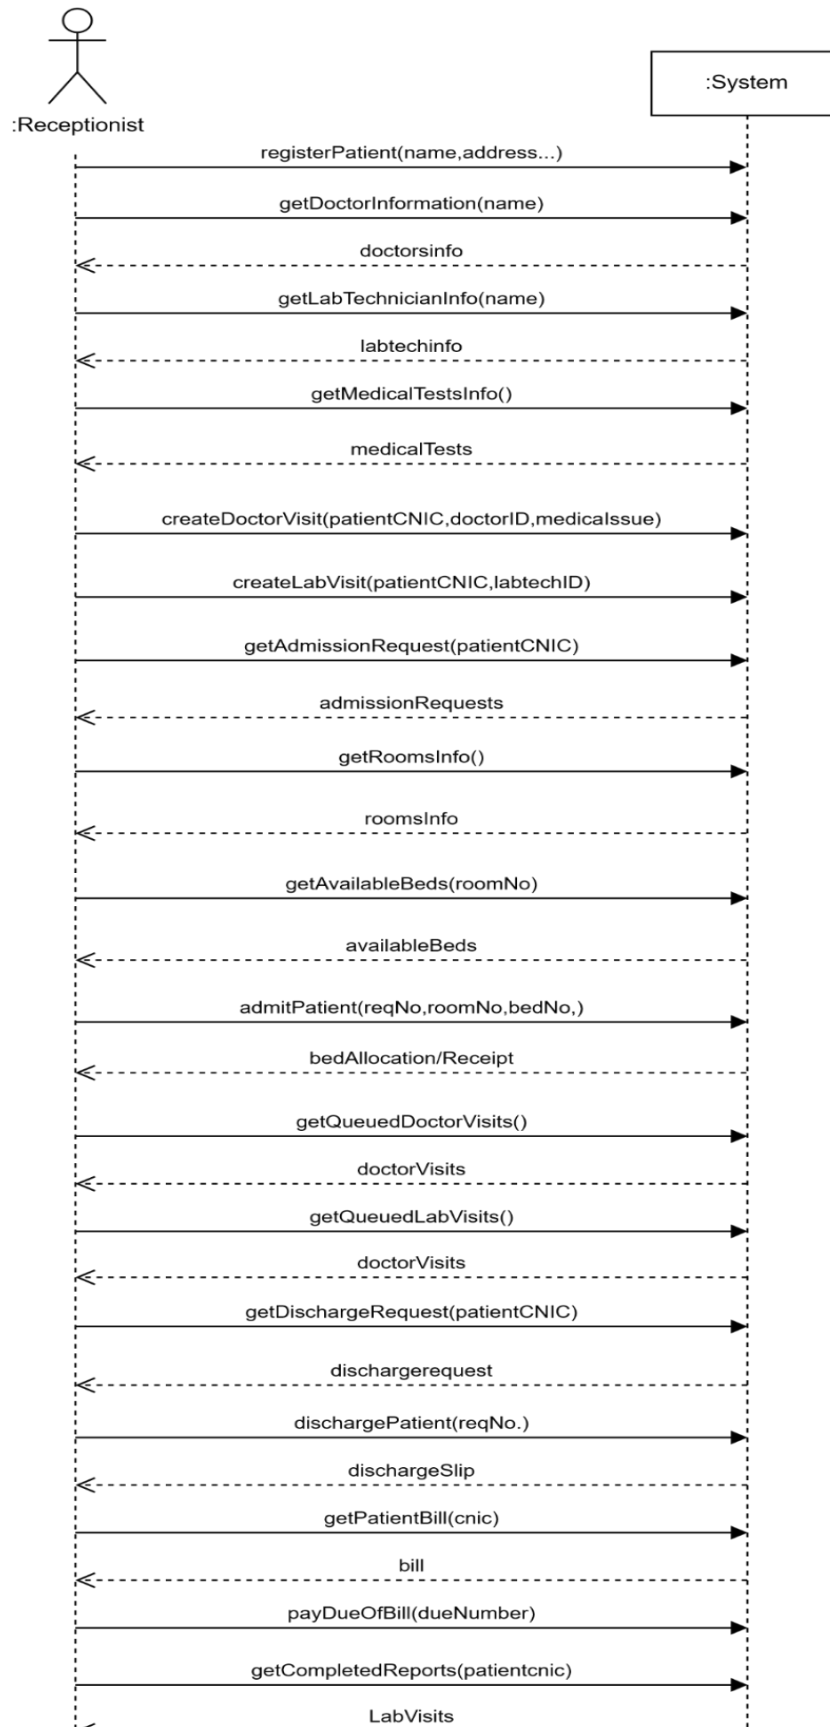 :System
:Receptionist
registerPatient(name,address...)
getDoctorInformation(name)
doctorsinfo
getLabTechnicianInfo(name)
labtechinfo
getMedicalTestsInfo()
medicalTests
createDoctorVisit(patientCNIC,doctorID,medicalssue)
createLabVisit(patientCNIC,labtechID)
getAdmissionRequest(patientCNIC)
admissionRequests
getRoomsInfo()
roomsInfo
getAvailableBeds(roomNo)
availableBeds
admitPatient(reqNo,roomNo,bedNo,)
bedAllocation/Receipt
getQueuedDoctorVisits()
doctorVisits
getQueuedLabVisits()
doctorVisits
getDischargeRequest(patientCNIC)
dischargerequest
dischargePatient(reqNo.)
dischargeSlip
getPatientBill(cnic)
bill
payDueOfBill(dueNumber)
getCompletedReports(patientcnic)
LabVisits